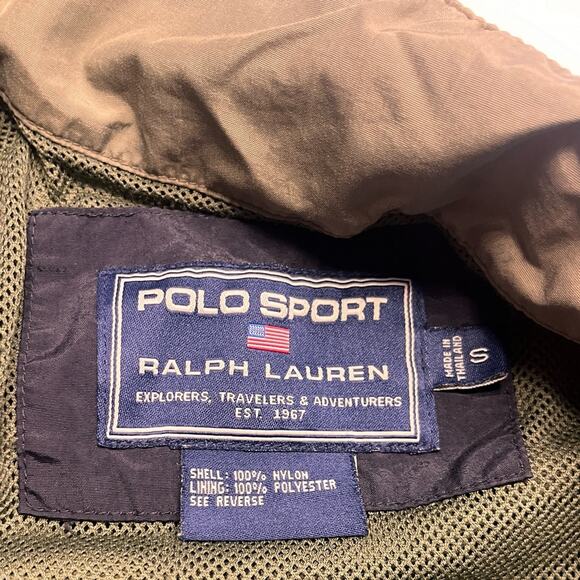 POLO SPORT
RALPH LAUREN
EXPLORERS, TRAVELERS & ADVENTURERS
EST. 1967
MADE IN
THAILAND
S
SHELL: 100% NYLON
LINING: 100% POLYESTER
SEE REVERSE